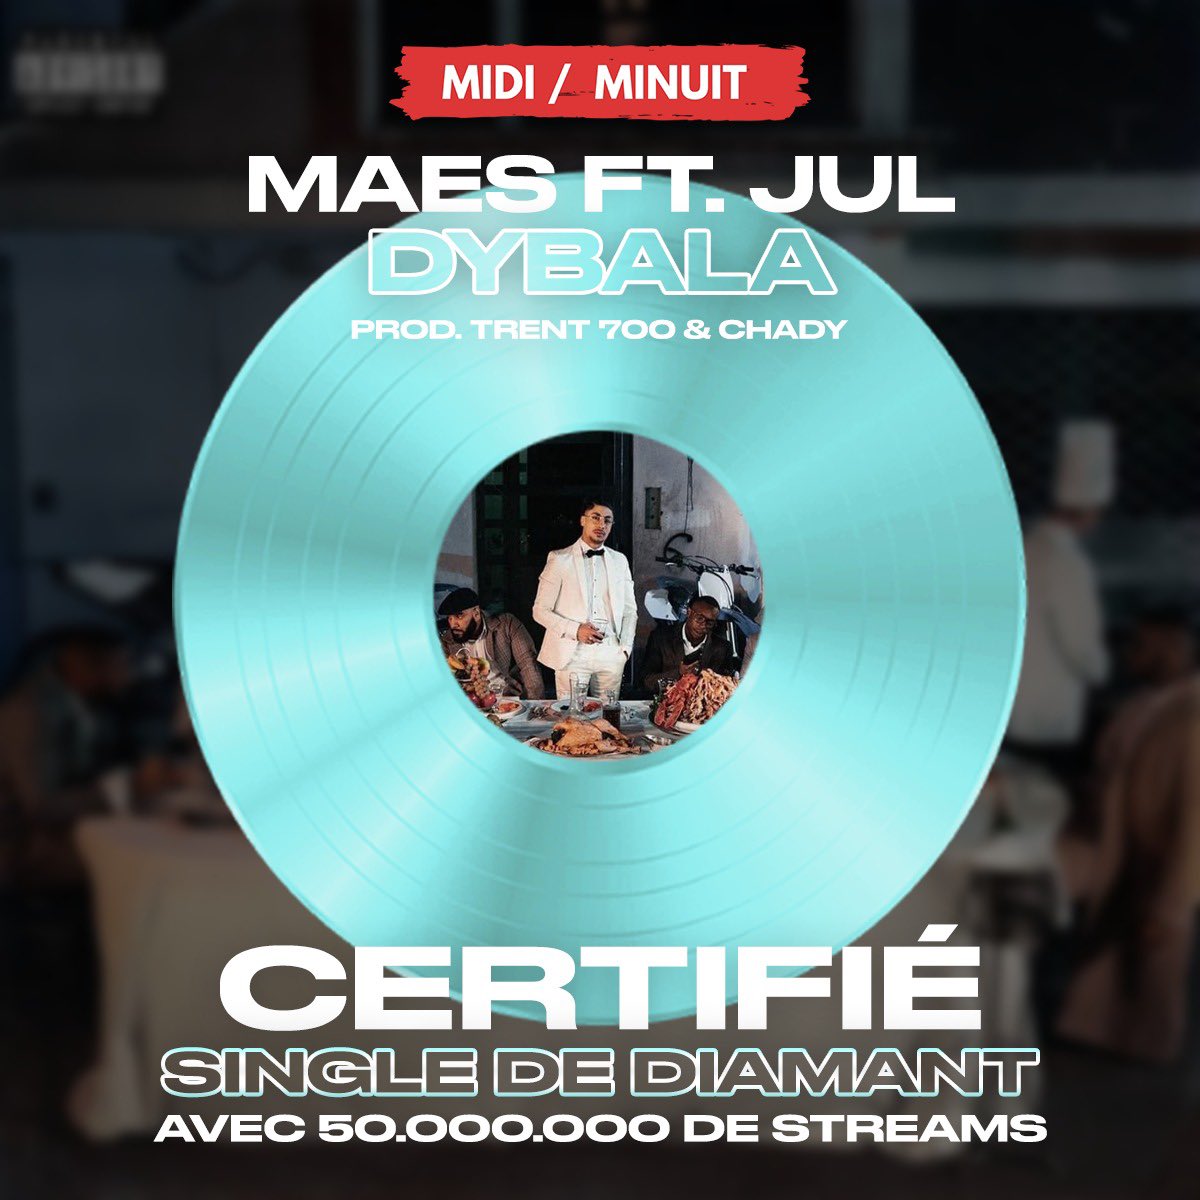 MIDI / MINUIT
MAES FT. JUL
DYBALA
PROD. TRENT 700 & CHADY
CERTIFIÉ
SINGLE DE DIAMANT
AVEC 50.000.000 DE STREAMS